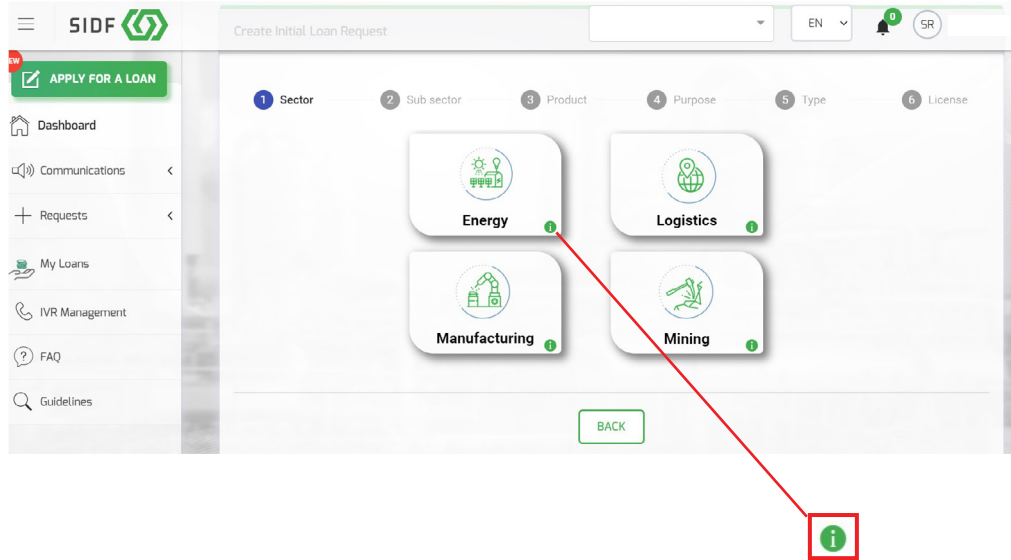 SIDF
Create Initial Loan Request
EN
0
SR
EW
APPLY FOR A LOAN
Dashboard
Communications
Requests
My Loans
IVR Management
FAQ
Guidelines
1 Sector
2 Sub sector
3 Product
4 Purpose
5 Type
6 License
Energy
Logistics
Manufacturing
Mining
BACK